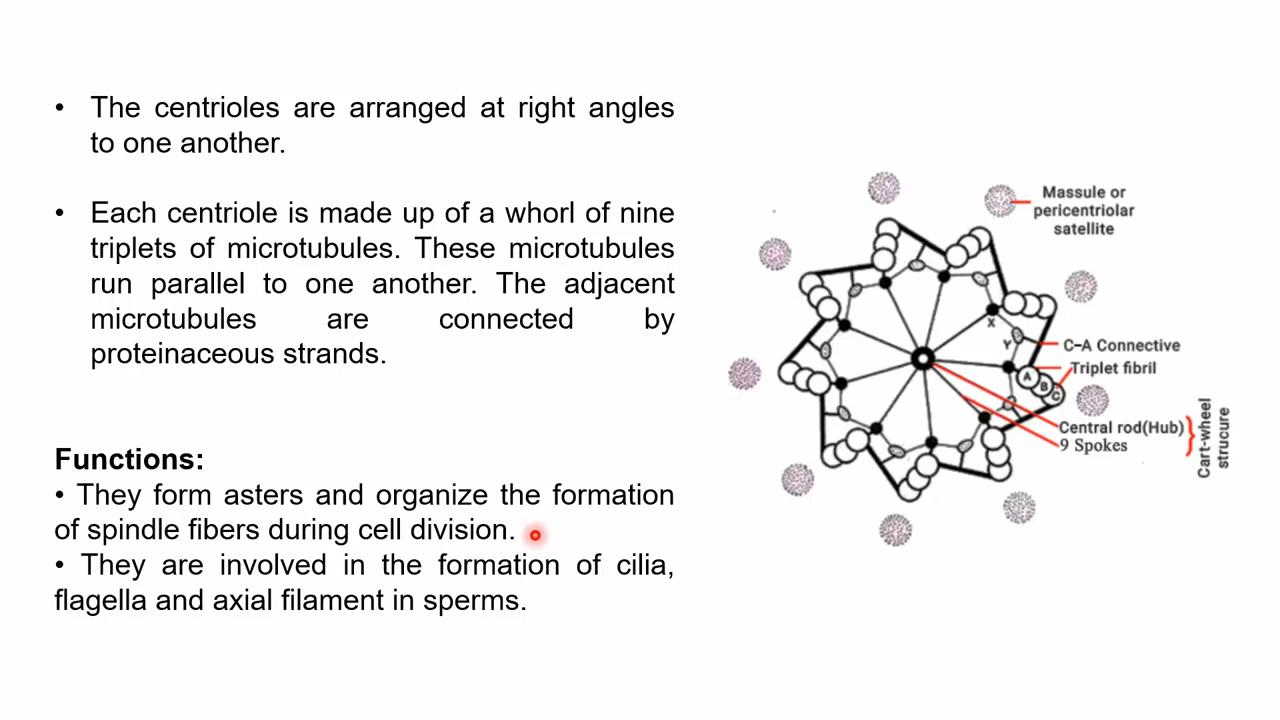 • The centrioles are arranged at right angles
to one another.
• Each centriole is made up of a whorl of nine
triplets of microtubules. These microtubules
run parallel to one another. The adjacent
microtubules are connected by
proteinaceous strands.
Functions:
• They form asters and organize the formation
of spindle fibers during cell division.
• They are involved in the formation of cilia,
flagella and axial filament in sperms.
Massule or
pericentriolar
satellite
X
Y
C–A Connective
Triplet fibril
A
B
C
Central rod(Hub)
9 Spokes
Cart-wheel
strucure